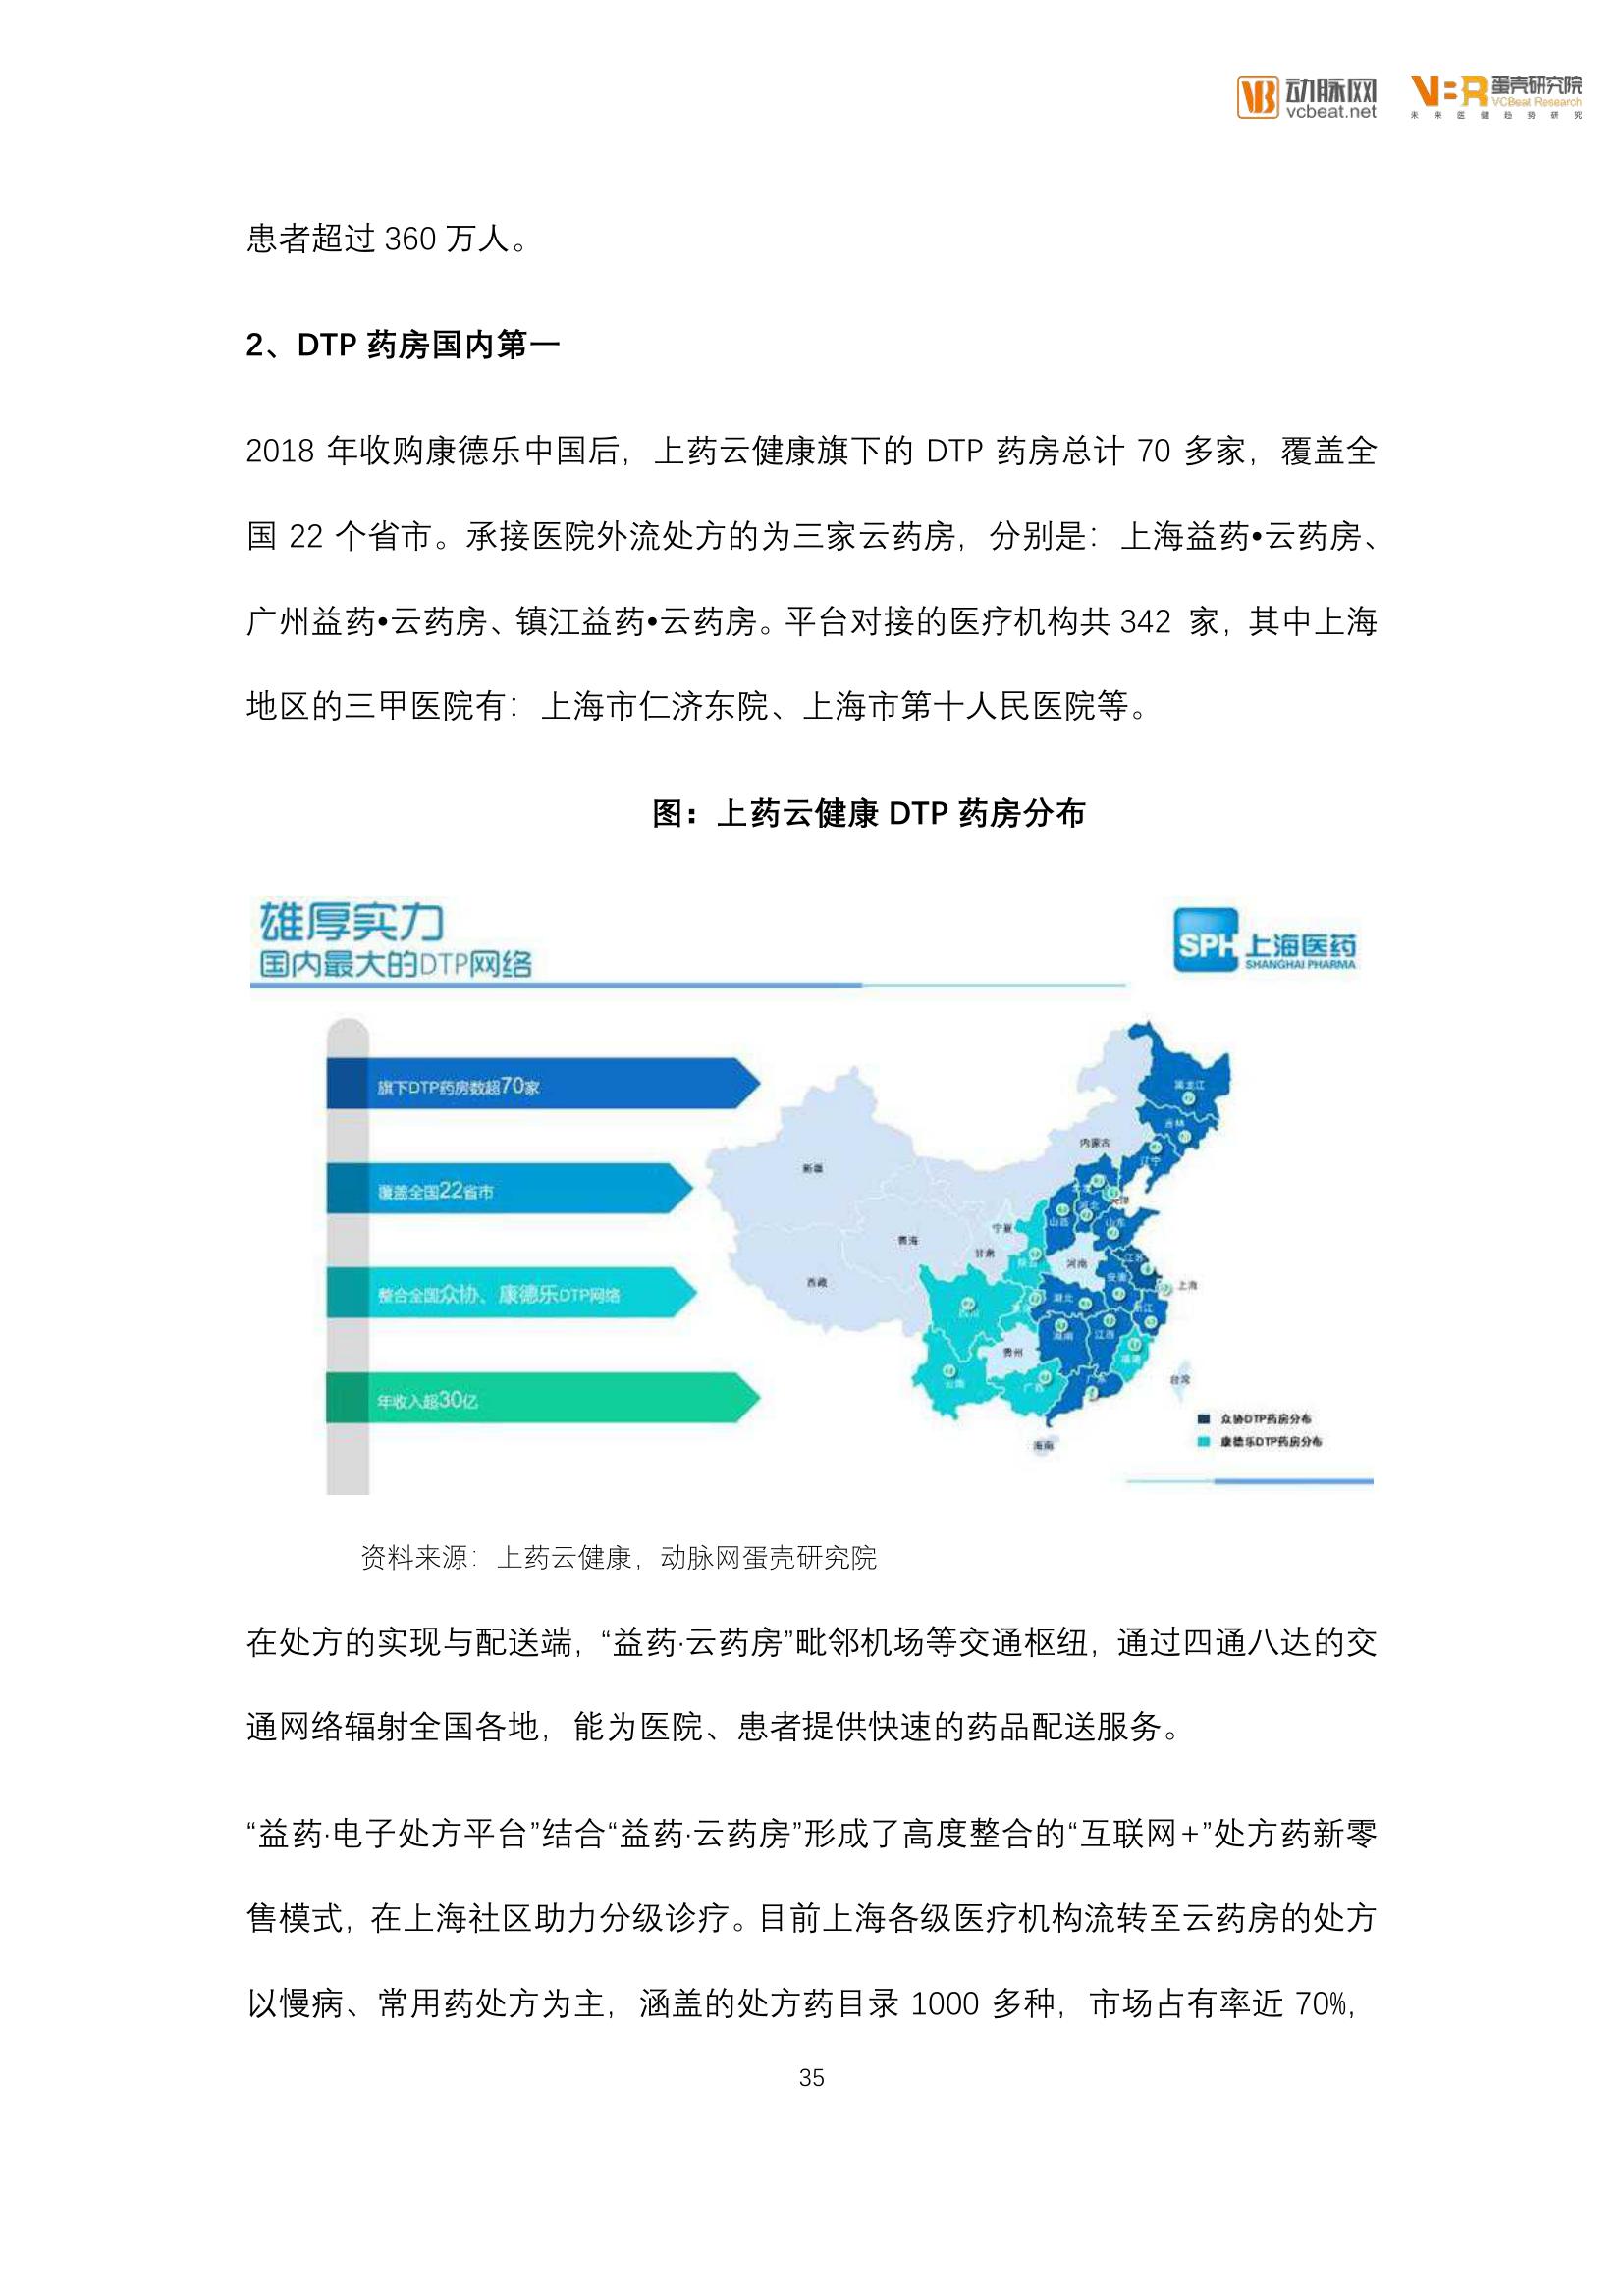 动脉网
vcbeat.net
VBR 蛋壳研究院
VCBeat Research
未来医健趋势研究
患者超过 360 万人。
2、DTP 药房国内第一
2018 年收购康德乐中国后，上药云健康旗下的 DTP 药房总计 70 多家，覆盖全
国 22 个省市。承接医院外流处方的为三家云药房，分别是：上海益药•云药房、
广州益药•云药房、镇江益药•云药房。平台对接的医疗机构共 342 家，其中上海
地区的三甲医院有：上海市仁济东院、上海市第十人民医院等。
图：上药云健康 DTP 药房分布
雄厚实力
国内最大的DTP网络
SPH 上海医药
SHANGHAI PHARMA
旗下DTP药房数超70家
覆盖全国22省市
整合全国众协、康德乐DTP网络
年收入超30亿
黑龙江
吉林
辽宁
内蒙古
新疆
天津
山西
河北
山东
宁夏
青海
甘肃
陕西
河南
江苏
西藏
安徽
上海
湖北
四川
浙江
湖南
江西
贵州
福建
云南
广西
广东
台湾
海南
众协DTP药房分布
康德乐DTP药房分布
资料来源：上药云健康，动脉网蛋壳研究院
在处方的实现与配送端，“益药·云药房”毗邻机场等交通枢纽，通过四通八达的交
通网络辐射全国各地，能为医院、患者提供快速的药品配送服务。
“益药·电子处方平台”结合“益药·云药房”形成了高度整合的“互联网+”处方药新零
售模式，在上海社区助力分级诊疗。目前上海各级医疗机构流转至云药房的处方
以慢病、常用药处方为主，涵盖的处方药目录 1000 多种，市场占有率近 70%，
35